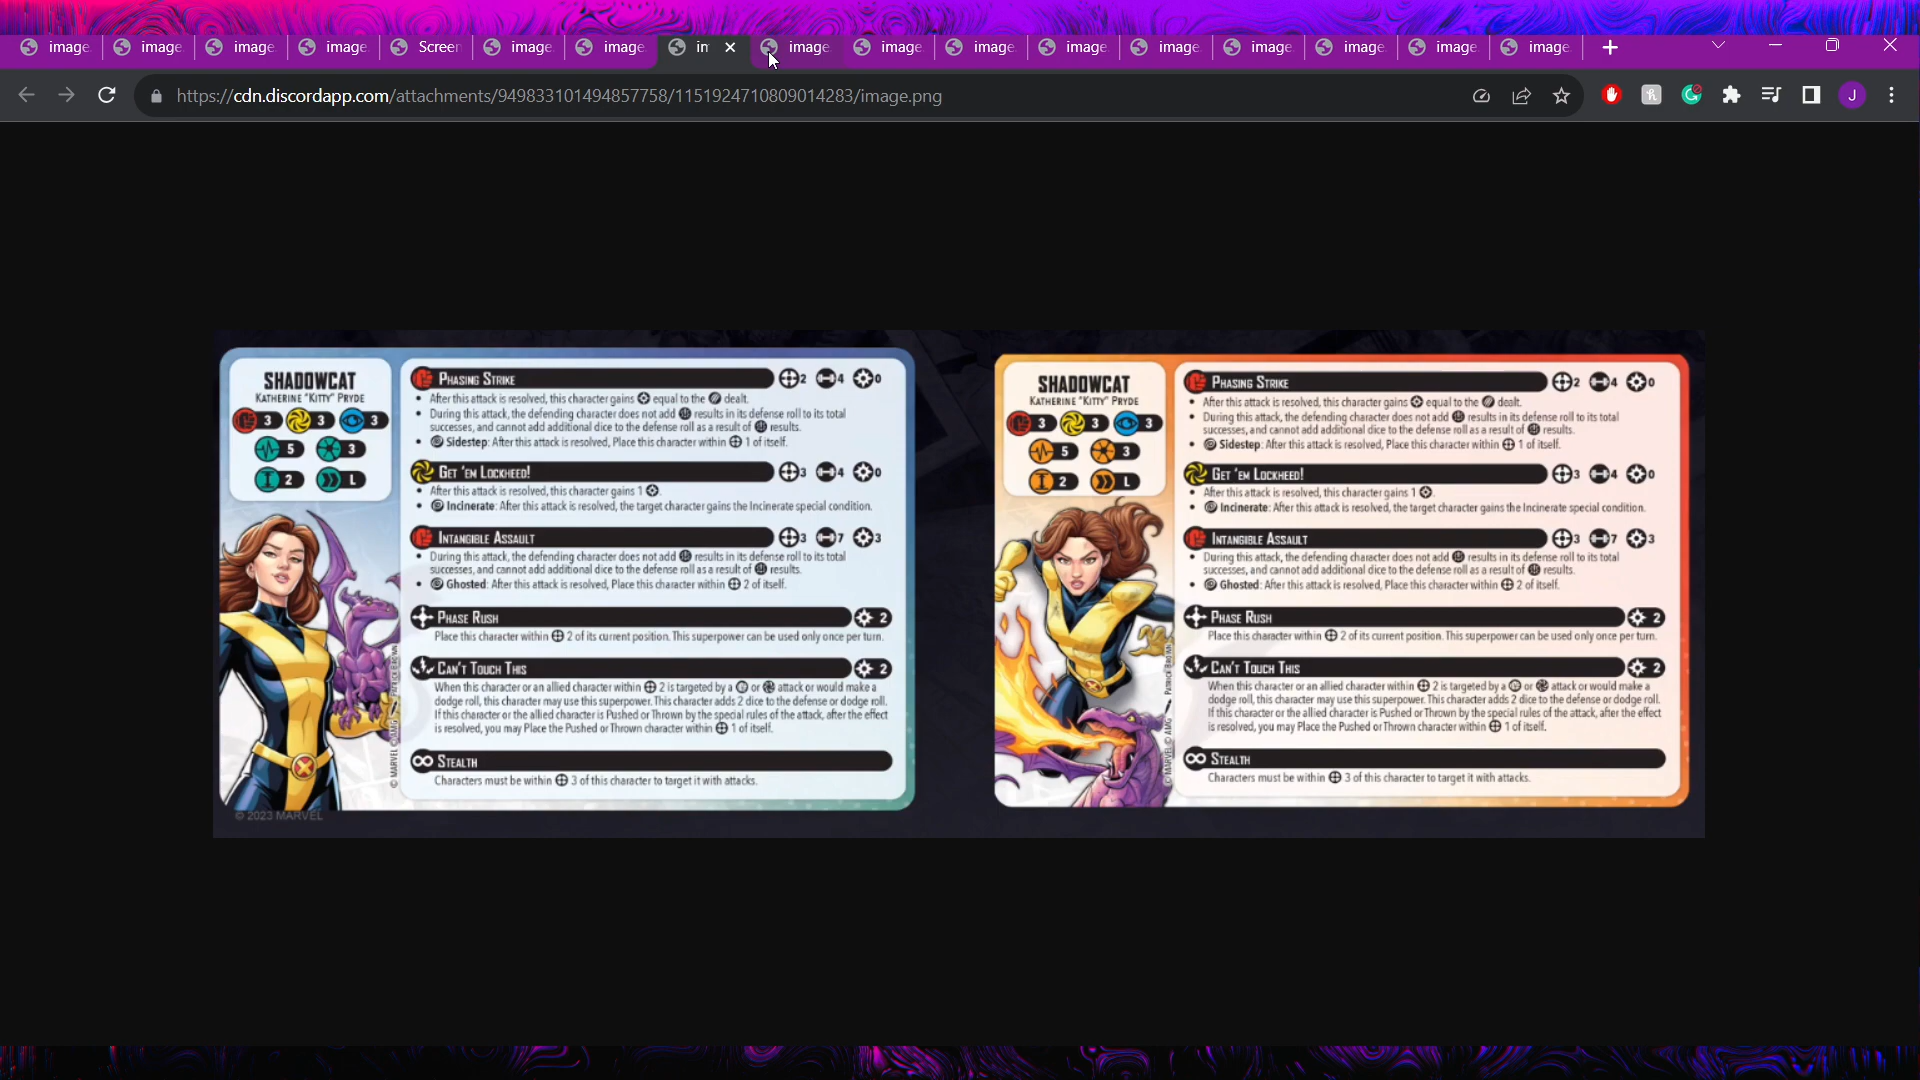 image image image image Screen image image im image image image image image image image image image
https://cdn.discordapp.com/attachments/949833101494857758/1151924710809014283/image.png
J
SHADOWCAT
KATHERINE "KITTY" PRYDE
3 3 3
5 3
2 L
PHASING STRIKE 2 4 0
• After this attack is resolved, this character gains equal to the dealt.
• During this attack, the defending character does not add results in its defense roll to its total
successes, and cannot add additional dice to the defense roll as a result of results.
• Sidestep: After this attack is resolved, Place this character within 1 of itself.
GET 'EM LOCKHEED! 3 4 0
• After this attack is resolved, this character gains 1 .
• Incinerate: After this attack is resolved, the target character gains the Incinerate special condition.
INTANGIBLE ASSAULT 3 7 3
• During this attack, the defending character does not add results in its defense roll to its total
successes, and cannot add additional dice to the defense roll as a result of results.
• Ghosted: After this attack is resolved, Place this character within 2 of itself.
PHASE RUSH 2
Place this character within 2 of its current position. This superpower can be used only once per turn.
CAN'T TOUCH THIS 2
When this character or an allied character within 2 is targeted by a or attack or would make a
dodge roll, this character may use this superpower. This character adds 2 dice to the defense or dodge roll.
If this character or the allied character is Pushed or Thrown by the special rules of the attack, after the effect
is resolved, you may Place the Pushed or Thrown character within 1 of itself.
STEALTH
Characters must be within 3 of this character to target it with attacks.
© MARVEL © AMG PATRICK BROWN
© 2023 MARVEL
SHADOWCAT
KATHERINE "KITTY" PRYDE
3 3 3
5 3
2 L
PHASING STRIKE 2 4 0
• After this attack is resolved, this character gains equal to the dealt.
• During this attack, the defending character does not add results in its defense roll to its total
successes, and cannot add additional dice to the defense roll as a result of results.
• Sidestep: After this attack is resolved, Place this character within 1 of itself.
GET 'EM LOCKHEED! 3 4 0
• After this attack is resolved, this character gains 1 .
• Incinerate: After this attack is resolved, the target character gains the Incinerate special condition.
INTANGIBLE ASSAULT 3 7 3
• During this attack, the defending character does not add results in its defense roll to its total
successes, and cannot add additional dice to the defense roll as a result of results.
• Ghosted: After this attack is resolved, Place this character within 2 of itself.
PHASE RUSH 2
Place this character within 2 of its current position. This superpower can be used only once per turn.
CAN'T TOUCH THIS 2
When this character or an allied character within 2 is targeted by a or attack or would make a
dodge roll, this character may use this superpower. This character adds 2 dice to the defense or dodge roll.
If this character or the allied character is Pushed or Thrown by the special rules of the attack, after the effect
is resolved, you may Place the Pushed or Thrown character within 1 of itself.
STEALTH
Characters must be within 3 of this character to target it with attacks.
© MARVEL © AMG PATRICK BROWN